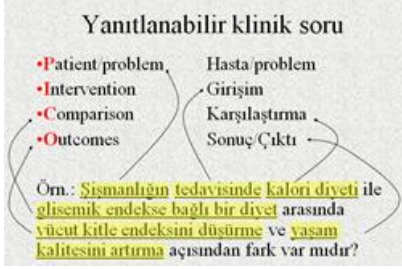 Yanıtlanabilir klinik soru
•Patient/problem Hasta/problem
•Intervention Girişim
•Comparison Karşılaştırma
•Outcomes Sonuç/Çıktı
Örn.: Şişmanlığın tedavisinde kalori diyeti ile
glisemik endekse bağlı bir diyet arasında
vücut kitle endeksini düşürme ve yaşam
kalitesini artırma açısından fark var mıdır?